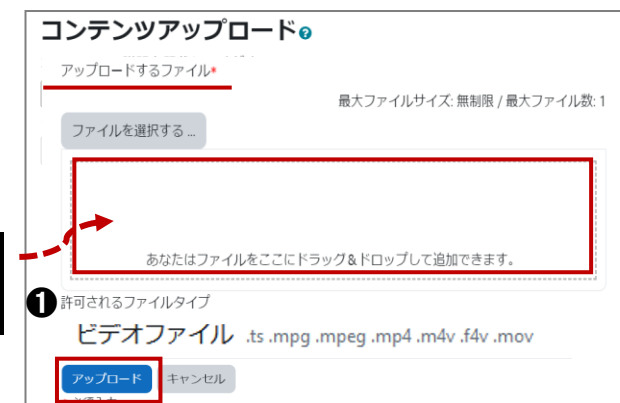 コンテンツアップロード
アップロードするファイル*
最大ファイルサイズ: 無制限 / 最大ファイル数: 1
ファイルを選択する ...
あなたはファイルをここにドラッグ&ドロップして追加できます。
❶
許可されるファイルタイプ
ビデオファイル .ts .mpg .mpeg .mp4 .m4v .f4v .mov
アップロード キャンセル